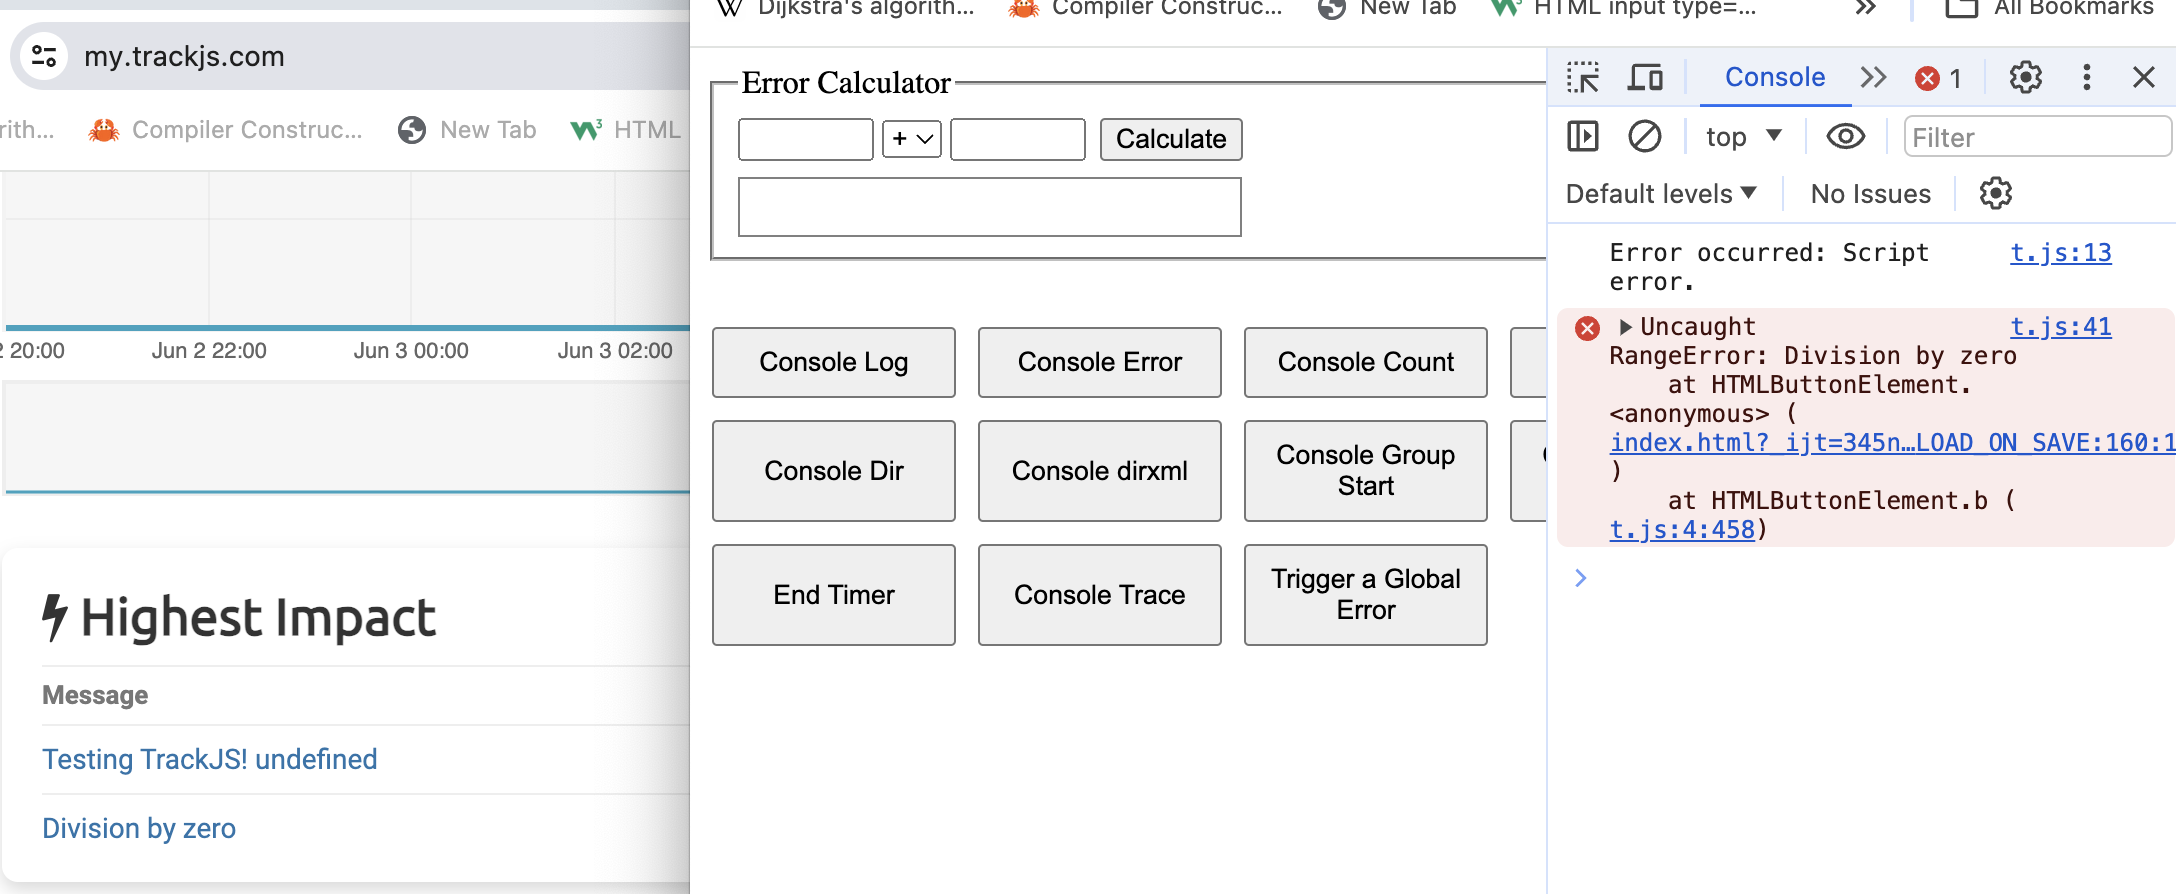 my.trackjs.com
rith...
Compiler Construc...
New Tab
HTML
20:00
Jun 2 22:00
Jun 3 00:00
Jun 3 02:00
Highest Impact
Message
Testing TrackJS! undefined
Division by zero
Dijkstra's algorith...
Compiler Construc...
New Tab
HTML input type=...
»
All Bookmarks
Error Calculator
+
Calculate
Console Log
Console Error
Console Count
Console Dir
Console dirxml
Console Group
Start
End Timer
Console Trace
Trigger a Global
Error
Console
1
top
Filter
Default levels
No Issues
Error occurred: Script t.js:13
error.
Uncaught t.js:41
RangeError: Division by zero
at HTMLButtonElement.
<anonymous> (
index.html?_ijt=345n…LOAD_ON_SAVE:160:1
)
at HTMLButtonElement.b (
t.js:4:458)